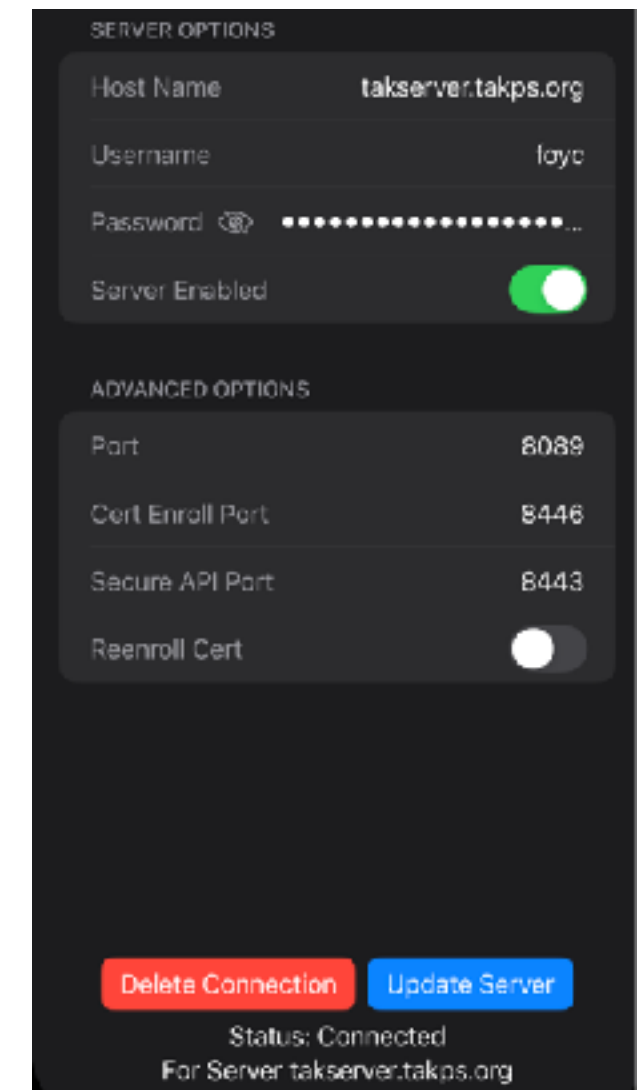 SERVER OPTIONS
Host Name takserver.takps.org
Username
Password ••••••••••••••••••...
Server Enabled
ADVANCED OPTIONS
Port 8089
Cert Enroll Port 8446
Secure API Port 8443
Reenroll Cert
Delete Connection Update Server
Status: Connected
For Server takserver.takps.org